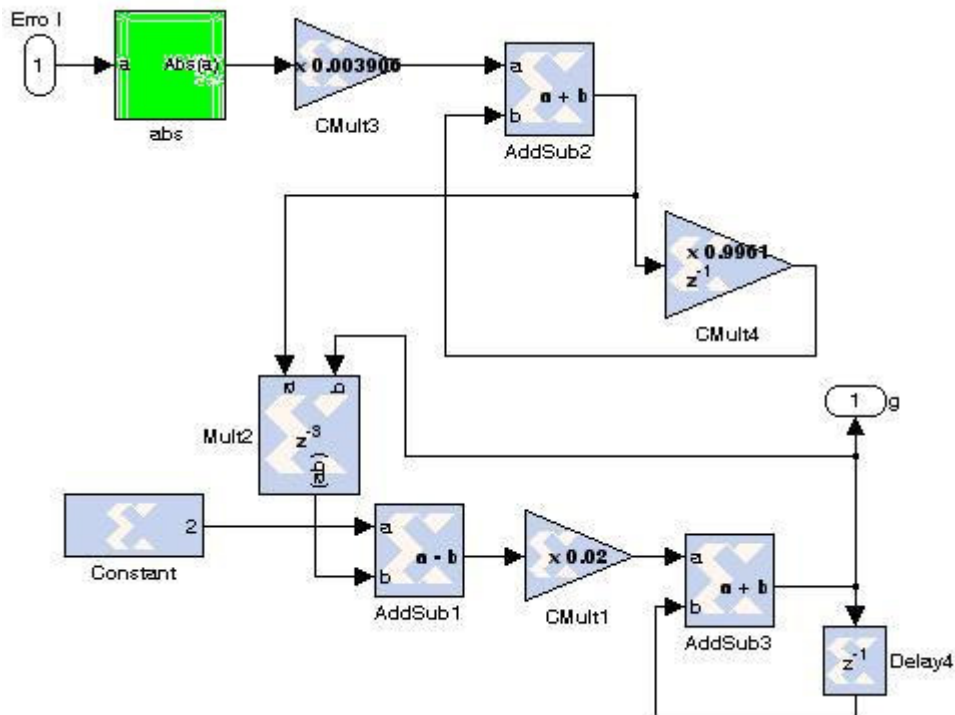 Erro I
1
a
Abs(a)
abs
x 0.003906
CMult3
a
b
a + b
AddSub2
x 0.9961
z-1
CMult4
a
b
z-3
(ab)
Mult2
1
g
2
Constant
a
b
a - b
AddSub1
x 0.02
CMult1
a
b
a + b
AddSub3
z-1
Delay4